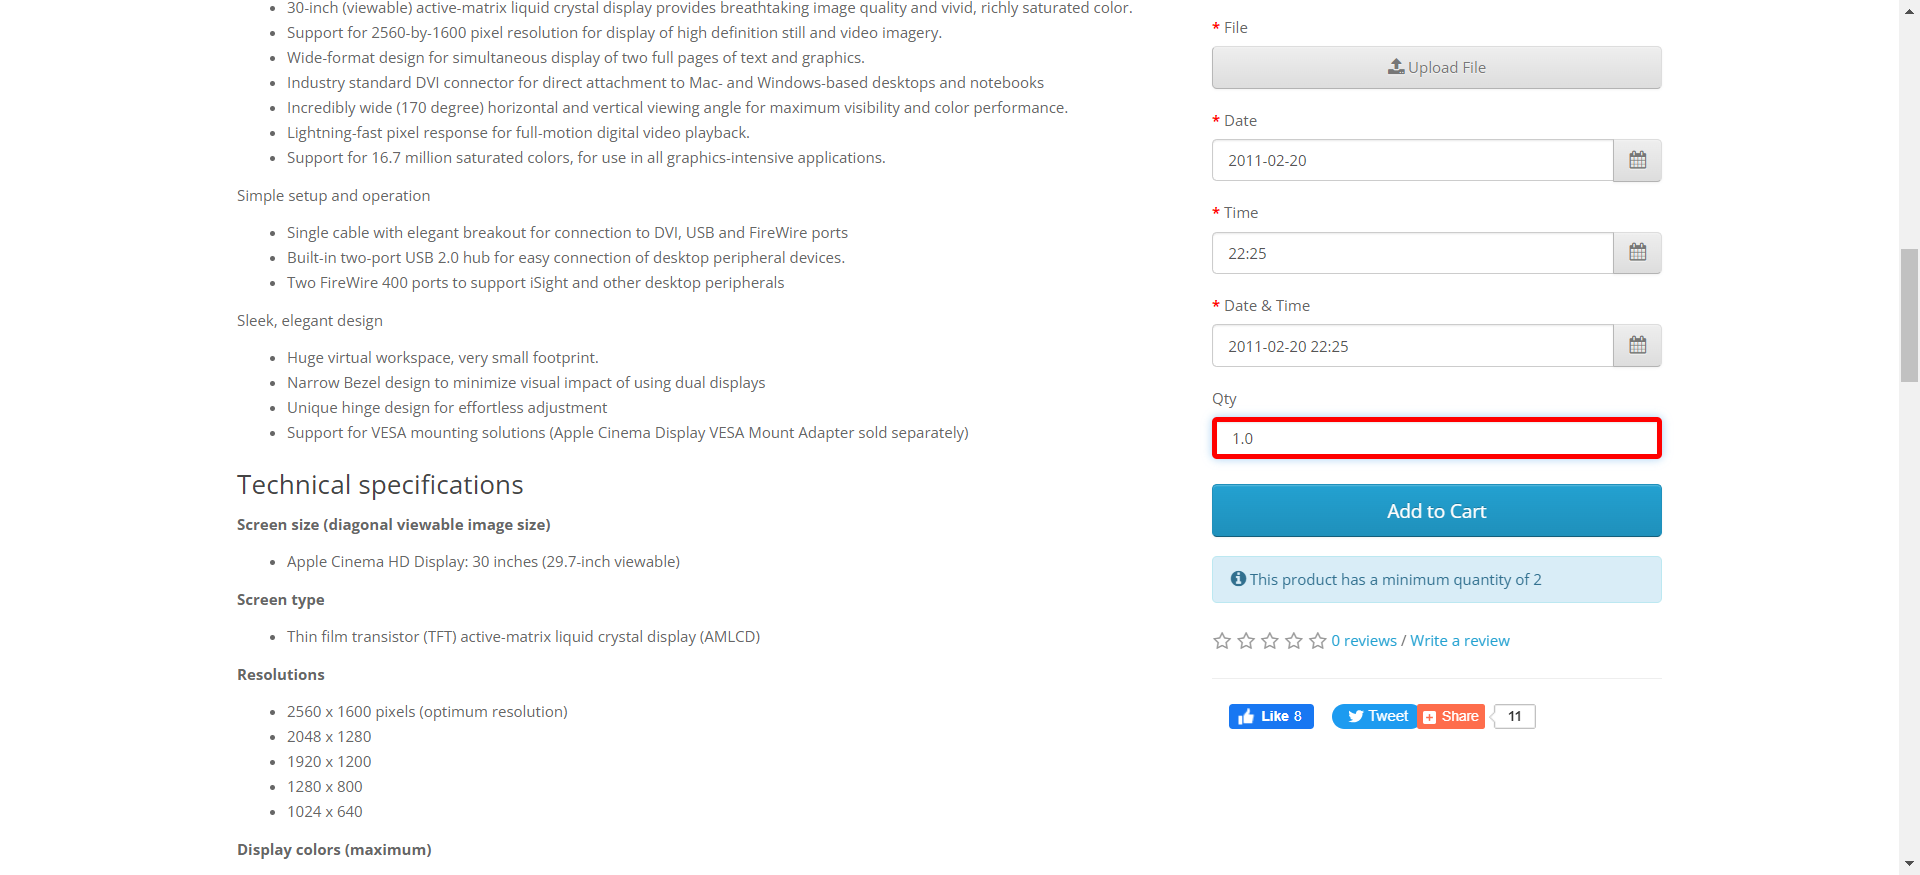 30-inch (viewable) active-matrix liquid crystal display provides breathtaking image quality and vivid, richly saturated color.
Support for 2560-by-1600 pixel resolution for display of high definition still and video imagery.
Wide-format design for simultaneous display of two full pages of text and graphics.
Industry standard DVI connector for direct attachment to Mac- and Windows-based desktops and notebooks
Incredibly wide (170 degree) horizontal and vertical viewing angle for maximum visibility and color performance.
Lightning-fast pixel response for full-motion digital video playback.
Support for 16.7 million saturated colors, for use in all graphics-intensive applications.
Simple setup and operation
Single cable with elegant breakout for connection to DVI, USB and FireWire ports
Built-in two-port USB 2.0 hub for easy connection of desktop peripheral devices.
Two FireWire 400 ports to support iSight and other desktop peripherals
Sleek, elegant design
Huge virtual workspace, very small footprint.
Narrow Bezel design to minimize visual impact of using dual displays
Unique hinge design for effortless adjustment
Support for VESA mounting solutions (Apple Cinema Display VESA Mount Adapter sold separately)
Technical specifications
Screen size (diagonal viewable image size)
Apple Cinema HD Display: 30 inches (29.7-inch viewable)
Screen type
Thin film transistor (TFT) active-matrix liquid crystal display (AMLCD)
Resolutions
2560 x 1600 pixels (optimum resolution)
2048 x 1280
1920 x 1200
1280 x 800
1024 x 640
Display colors (maximum)
* File
Upload File
* Date
2011-02-20
* Time
22:25
* Date & Time
2011-02-20 22:25
Qty
1.0
Add to Cart
This product has a minimum quantity of 2
0 reviews / Write a review
Like 8
Tweet
Share
11